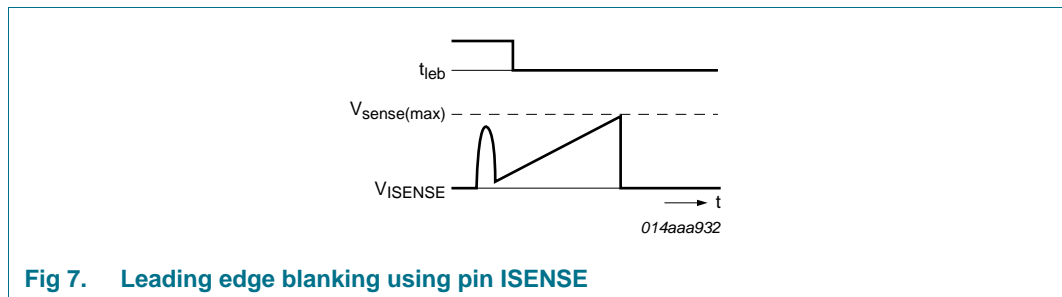 tleb
Vsense(max)
VISENSE
t
014aaa932
Fig 7. Leading edge blanking using pin ISENSE